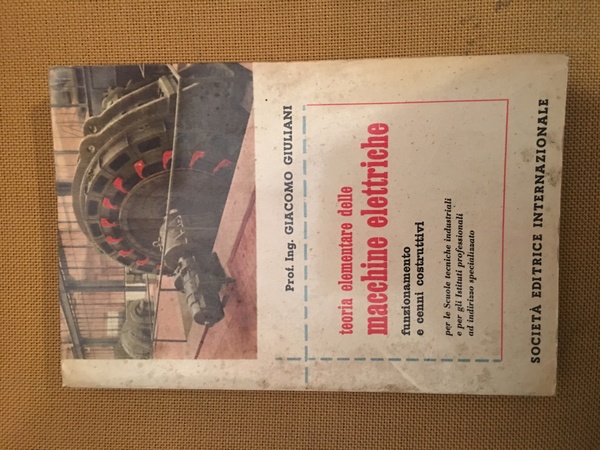 Prof. Ing. GIACOMO GIULIANI
teoria elementare delle
macchine elettriche
funzionamento
e cenni costruttivi
per le Scuole tecniche industriali
e per gli Istituti professionali
ad indirizzo specializzato
SOCIETÀ EDITRICE INTERNAZIONALE